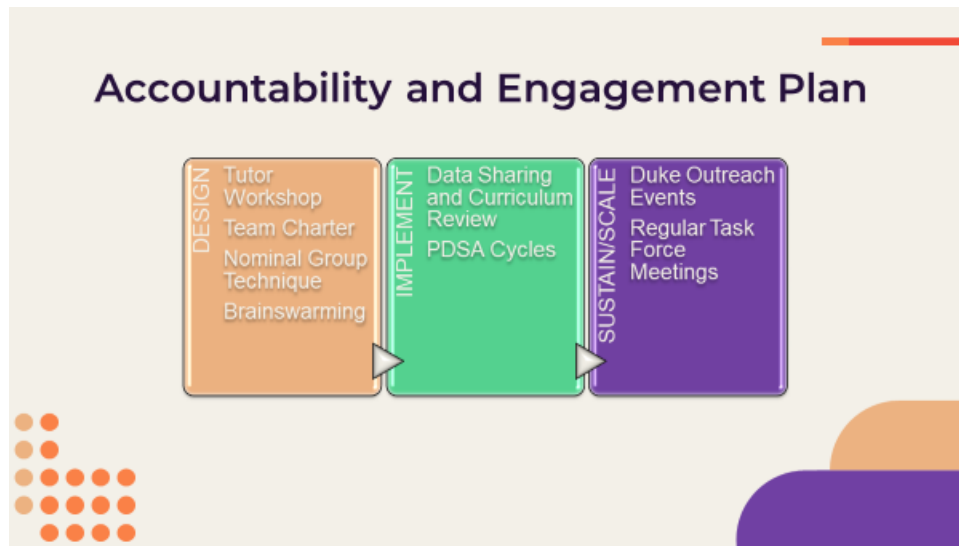 Accountability and Engagement Plan
DESIGN
Tutor
Workshop
Team Charter
Nominal Group
Technique
Brainswarming
IMPLEMENT
Data Sharing
and Curriculum
Review
PDSA Cycles
SUSTAIN/SCALE
Duke Outreach
Events
Regular Task
Force
Meetings